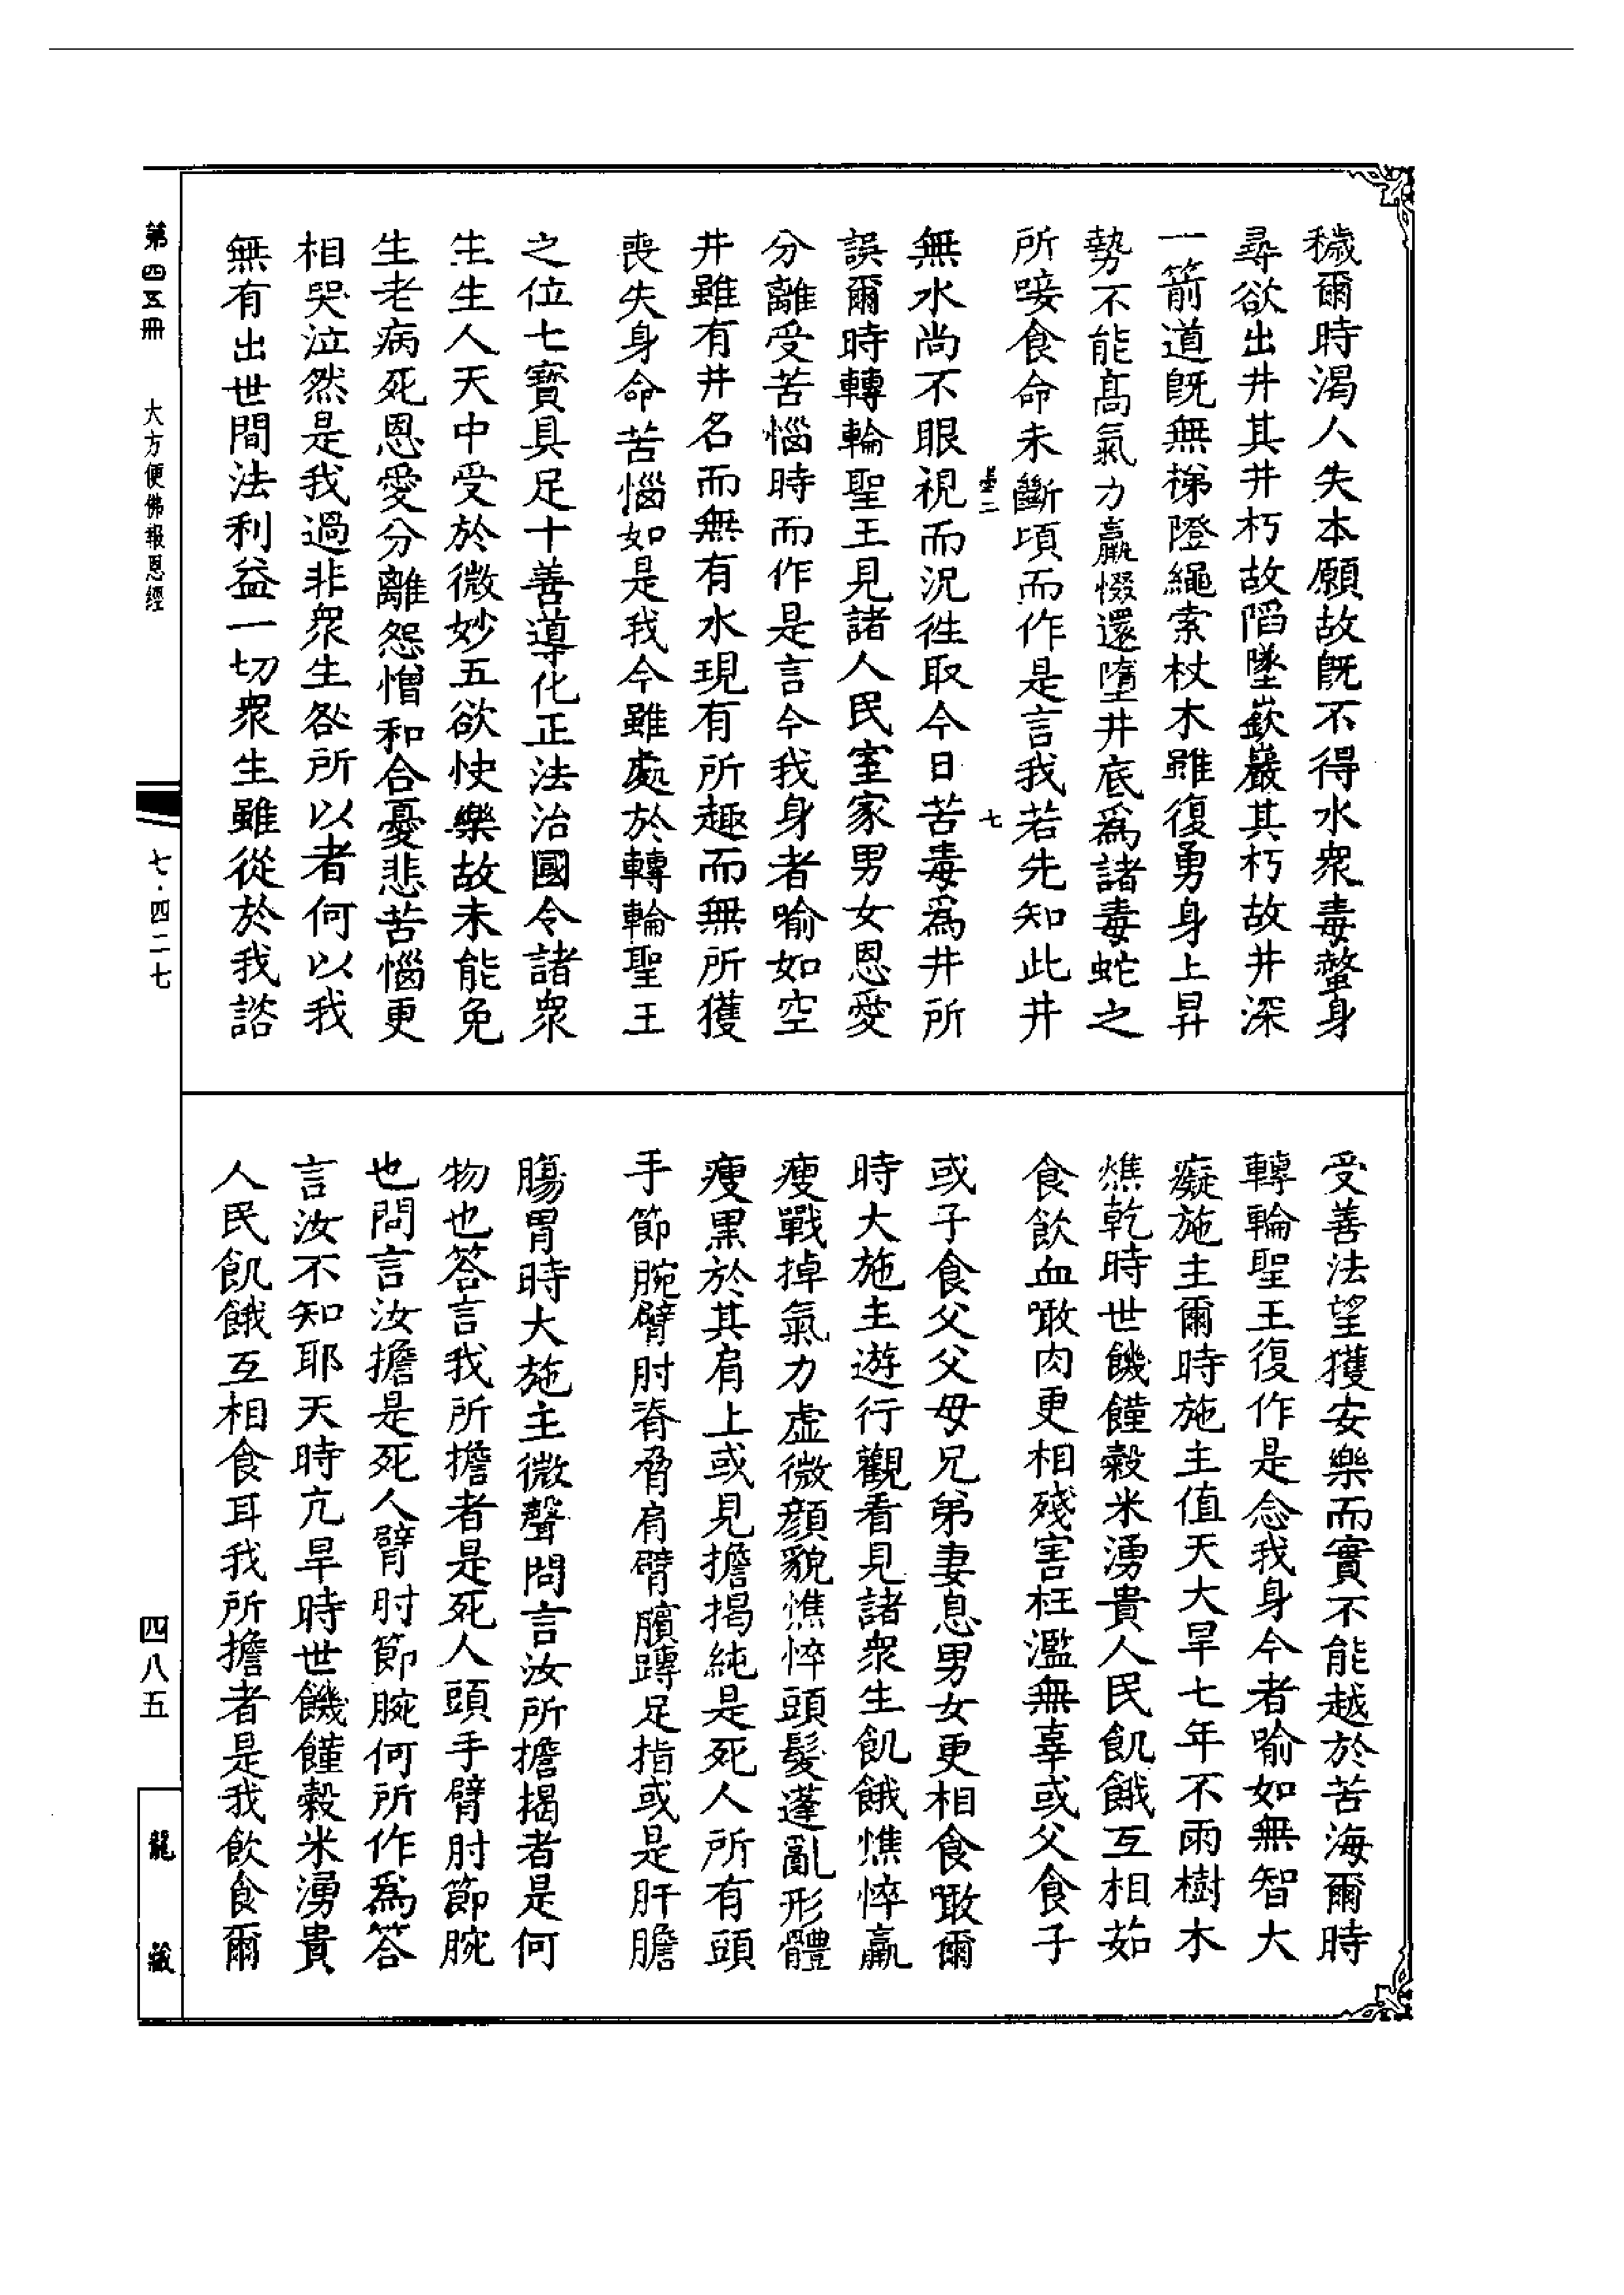 穢爾時渴人失本願故旣不得水衆毒螫身
尋欲出井其井朽故陷墜嶔巖其朽故井深
一箭道旣無梯隥繩索杖木雖復勇身上昇
勢不能髙氣力羸惙還墮井底爲諸毒蛇之
所唼食命未斷頃而作是言我若先知此井
二 七
無水尚不眼視而況徃取今日苦毒爲井所
誤爾時轉輪聖王見諸人民室家男女恩愛
分離受苦惱時而作是言今我身者喻如空
井雖有井名而無有水現有所趣而無所獲
喪失身命苦惱如是我今雖處於轉輪聖王
之位七寳具足十善導化正法治國令諸衆
生生人天中受於微妙五欲快樂故未能免
生老病死恩愛分離怨憎和合憂悲苦惱更
相哭泣然是我過非衆生咎所以者何以我
無有出世間法利益一切衆生雖從於我諮
受善法望獲安樂而實不能越於苦海爾時
轉輪聖王復作是念我身今者喻如無智大
癡施主爾時施主值天大旱七年不雨樹木
燋乾時世饑饉榖米湧貴人民飢餓互相茹
食飲血噉肉更相殘害枉濫無辜或父食子
或子食父父母兄弟妻息男女更相食噉爾
時大施主遊行觀看見諸衆生飢餓憔悴羸
瘦戰掉氣力虛微顔貌憔悴頭髮蓬亂形體
瘦黒於其肩上或見擔揭純是死人所有頭
手節腕臂肘脊脅肩臂臏踹足指或是肝膽
腸胃時大施主微聲問言汝所擔揭者是何
物也答言我所擔者是死人頭手臂肘節腕
也問言汝擔是死人臂肘節腕何所作爲答
言汝不知耶天時亢旱時世饑饉榖米湧貴
人民飢餓互相食耳我所擔者是我飲食爾
第四五冊 大方便佛報恩經 七·四二七 四八五 龍藏